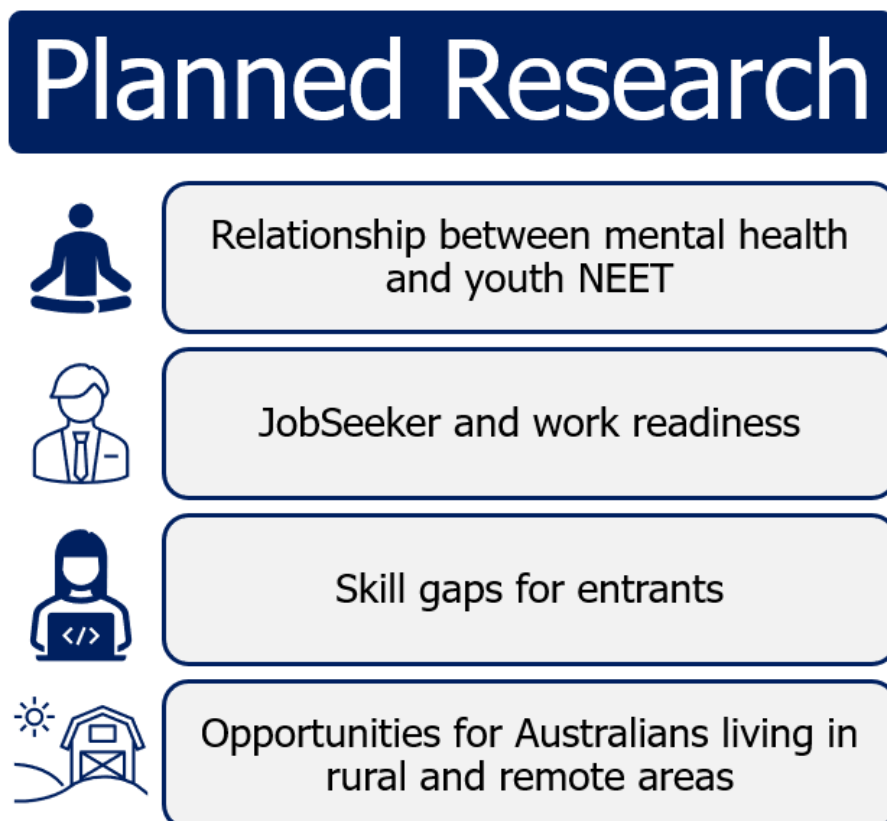 Planned Research
Relationship between mental health
and youth NEET
JobSeeker and work readiness
Skill gaps for entrants
</>
Opportunities for Australians living in
rural and remote areas